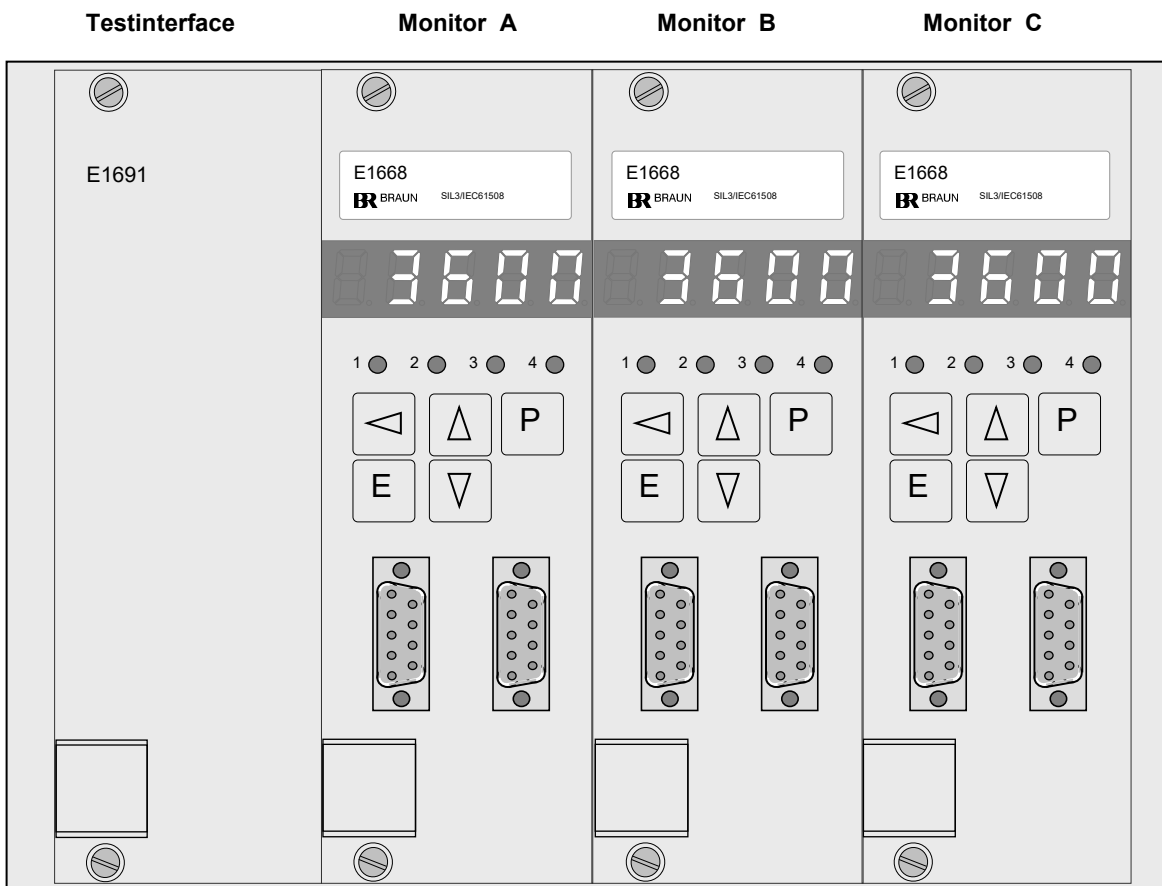 Testinterface Monitor A Monitor B Monitor C
E1691
E1668 E1668 E1668
BR BRAUN SIL3/IEC61508 BR BRAUN SIL3/IEC61508 BR BRAUN SIL3/IEC61508
3600 3600 3600
1 2 3 4 1 2 3 4 1 2 3 4
P P P
E E E